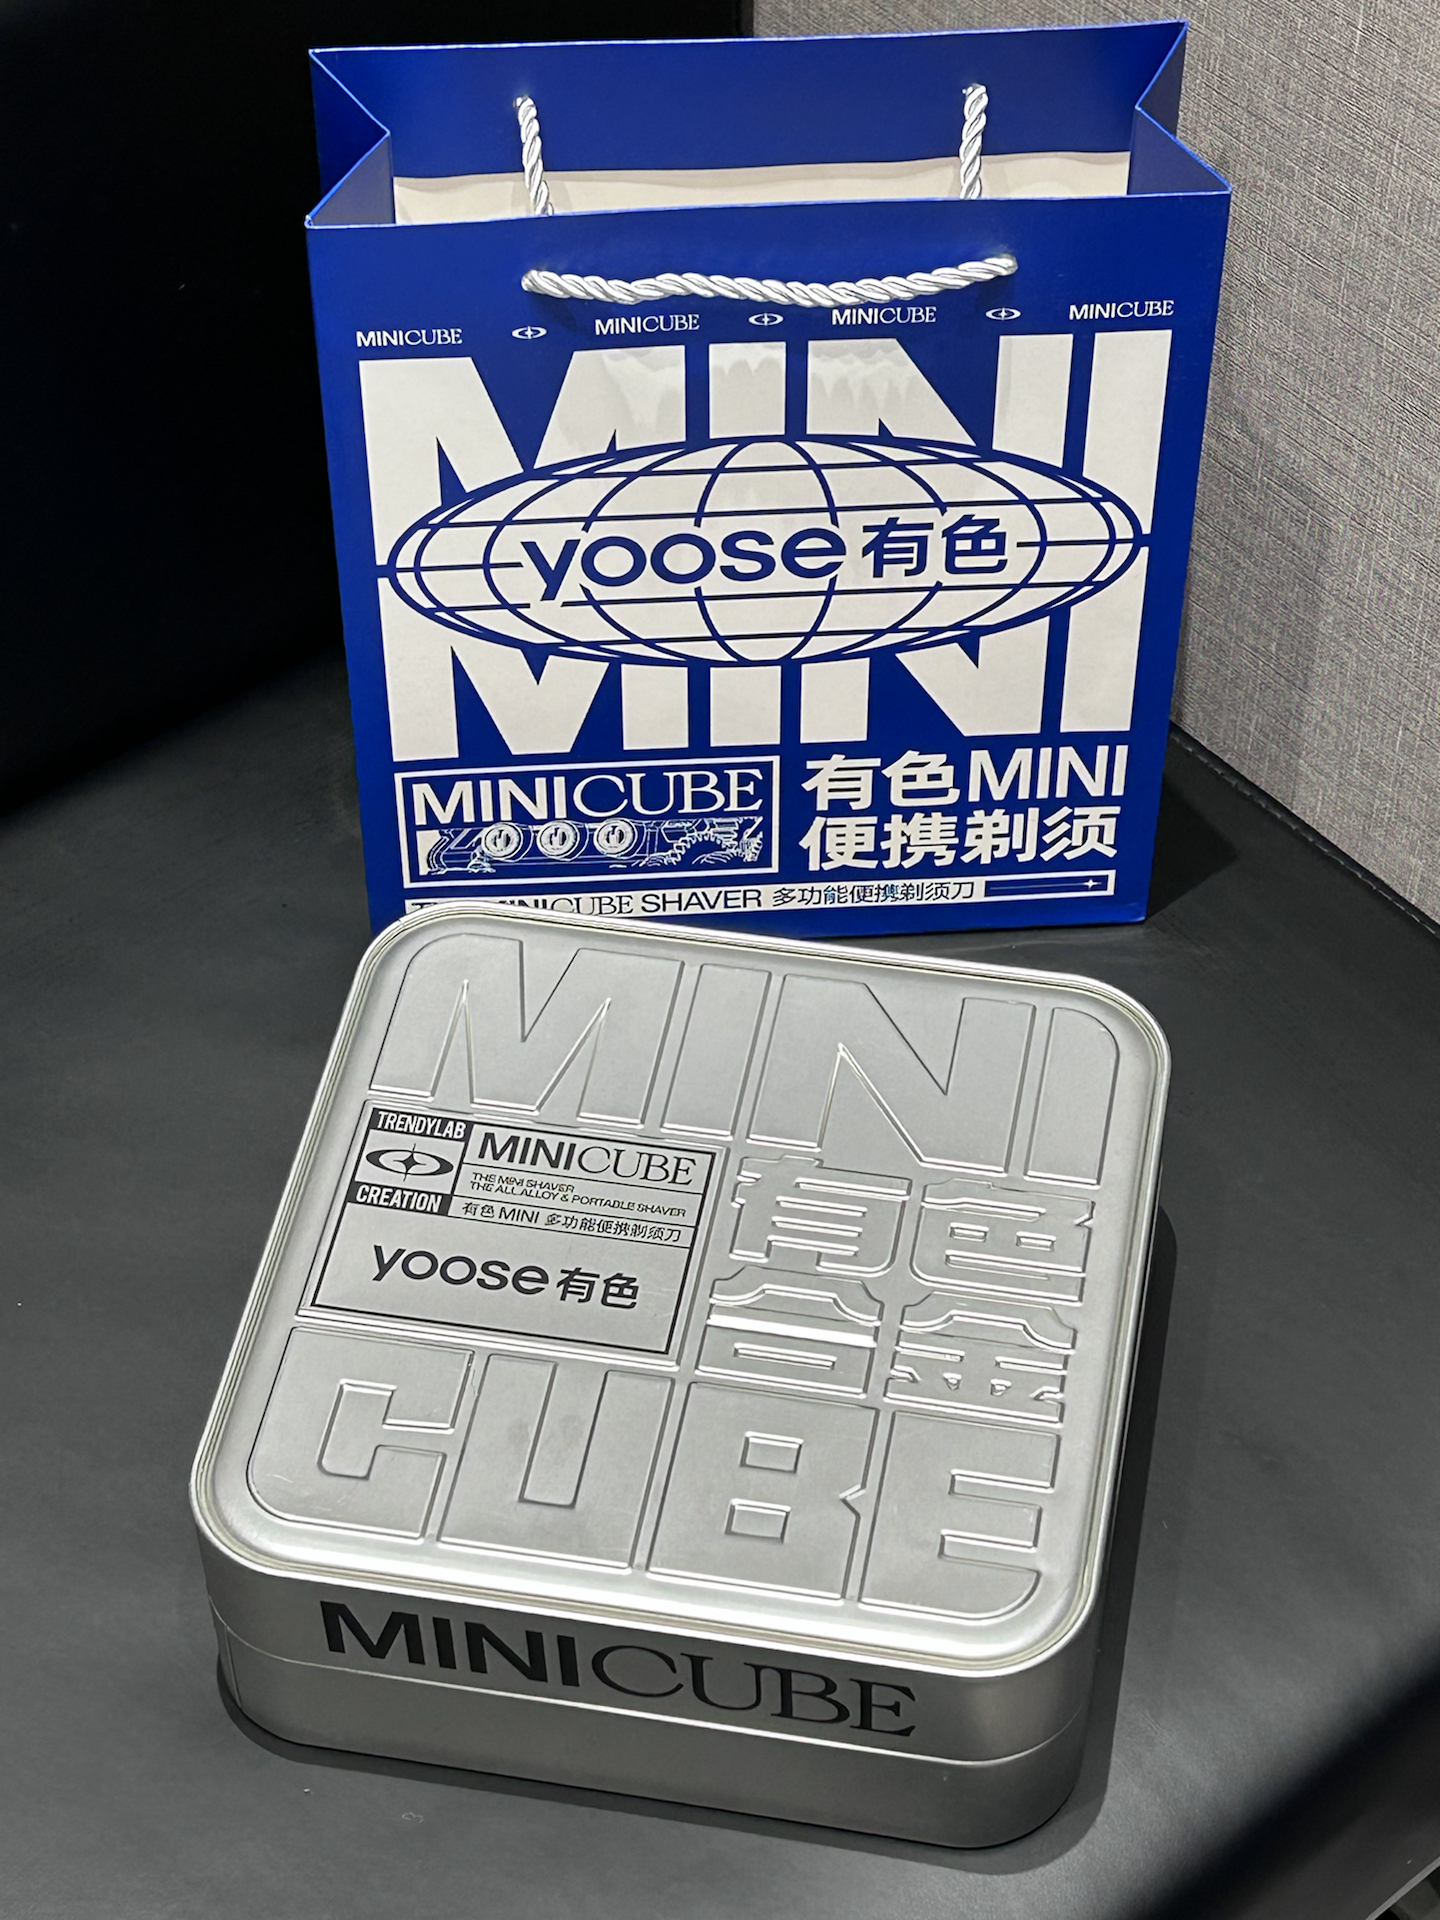 MINICUBE MINICUBE MINICUBE MINICUBE
MINI
yoose有色
MINICUBE
有色MINI
便携剃须
MINICUBE SHAVER 多功能便携剃须刀
MINI
TRENDYLAB
CREATION
MINICUBE
THE MINI SHAVER
THE ALL ALLOY & PORTABLE SHAVER
有色 MINI 多功能便携剃须刀
yoose有色
有色
合金
CUBE
MINICUBE